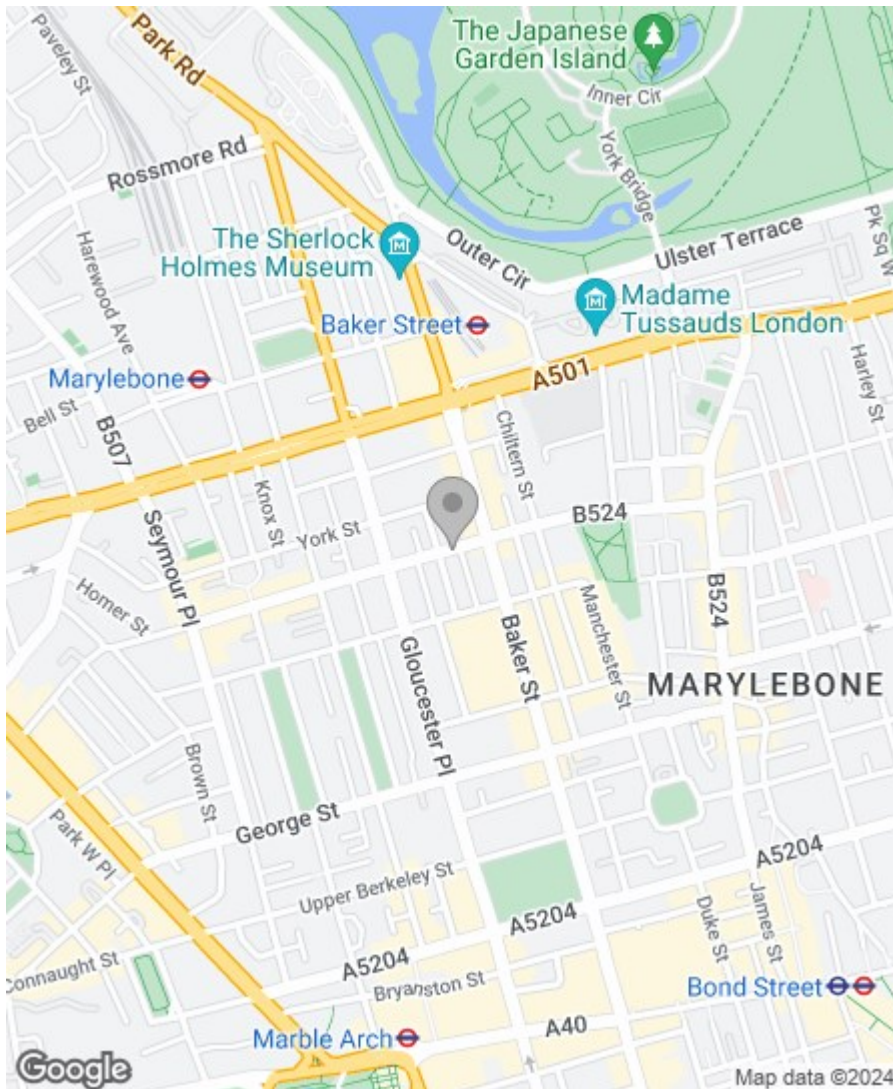 Paveley St
Park Rd
The Japanese
Garden Island
Inner Cir
York Bridge
Rossmore Rd
The Sherlock
Holmes Museum
Outer Cir
Ulster Terrace
Pk Sq W
Harewood Ave
Baker Street
Madame
Tussauds London
Marylebone
A501
Harley St
Bell St
B507
Chiltern St
Knox St
York St
B524
Seymour Pl
Homer St
B524
Manchester St
Baker St
Gloucester Pl
MARYLEBONE
Brown St
George St
Park W Pl
Upper Berkeley St
A5204
A5204
Duke St
James St
Connaught St
A5204
Bryanston St
Bond Street
Marble Arch
A40
Google
Map data ©2024